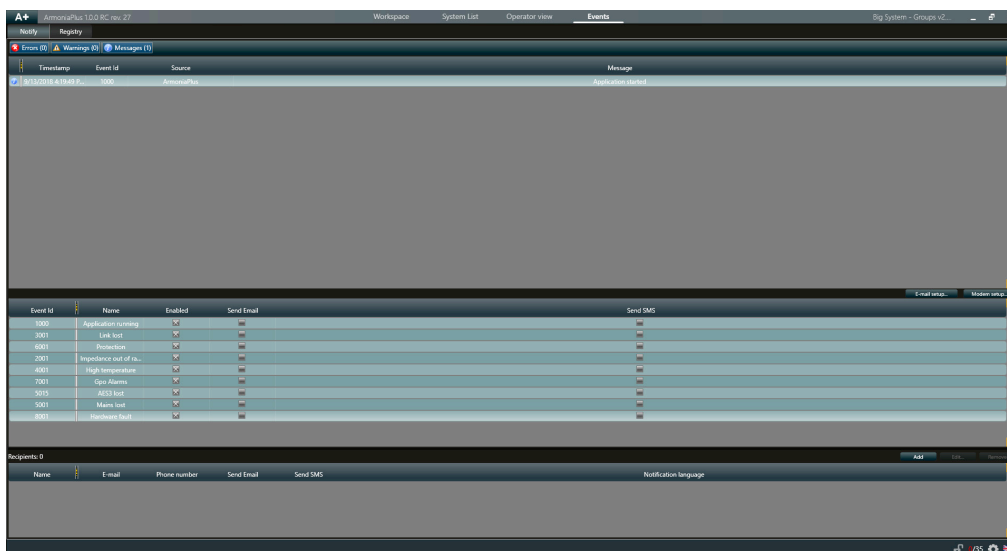 A+ ArmoniaPlus 1.0.0 RC rev. 27 Workspace System List Operator view Events Big System - Groups v2...
Notify Registry
Errors (0) Warnings (0) Messages (1)
Timestamp Event Id Source Message
9/13/2018 4:19:49 P... 1000 ArmoniaPlus Application started
E-mail setup... Modem setup...
Event Id Name Enabled Send Email Send SMS
1000 Application running
3001 Link lost
6001 Protection
2001 Impedance out of ra...
4001 High temperature
7001 Gpo Alarms
5015 AES3 lost
5001 Mains lost
8001 Hardware fault
Recipients: 0 Add Edit... Remove
Name E-mail Phone number Send Email Send SMS Notification language
/35